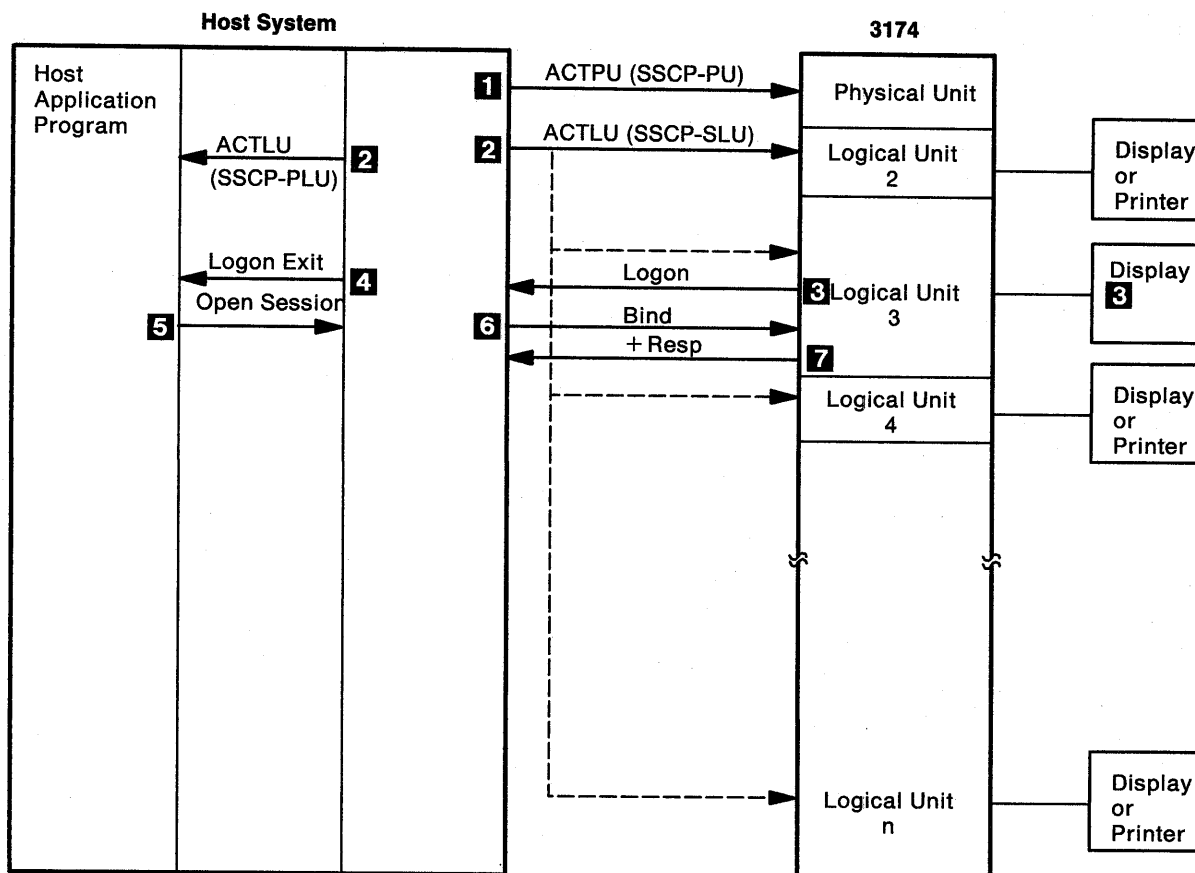 Host System
3174
Host
Application
Program
1
ACTPU (SSCP-PU)
Physical Unit
ACTLU
(SSCP-PLU)
2
2
ACTLU (SSCP-SLU)
Logical Unit
2
Display
or
Printer
Logon Exit
4
Open Session
5
Logon
3
Logical Unit
3
Display
3
6
Bind
+ Resp
7
Logical Unit
4
Display
or
Printer
Logical Unit
n
Display
or
Printer